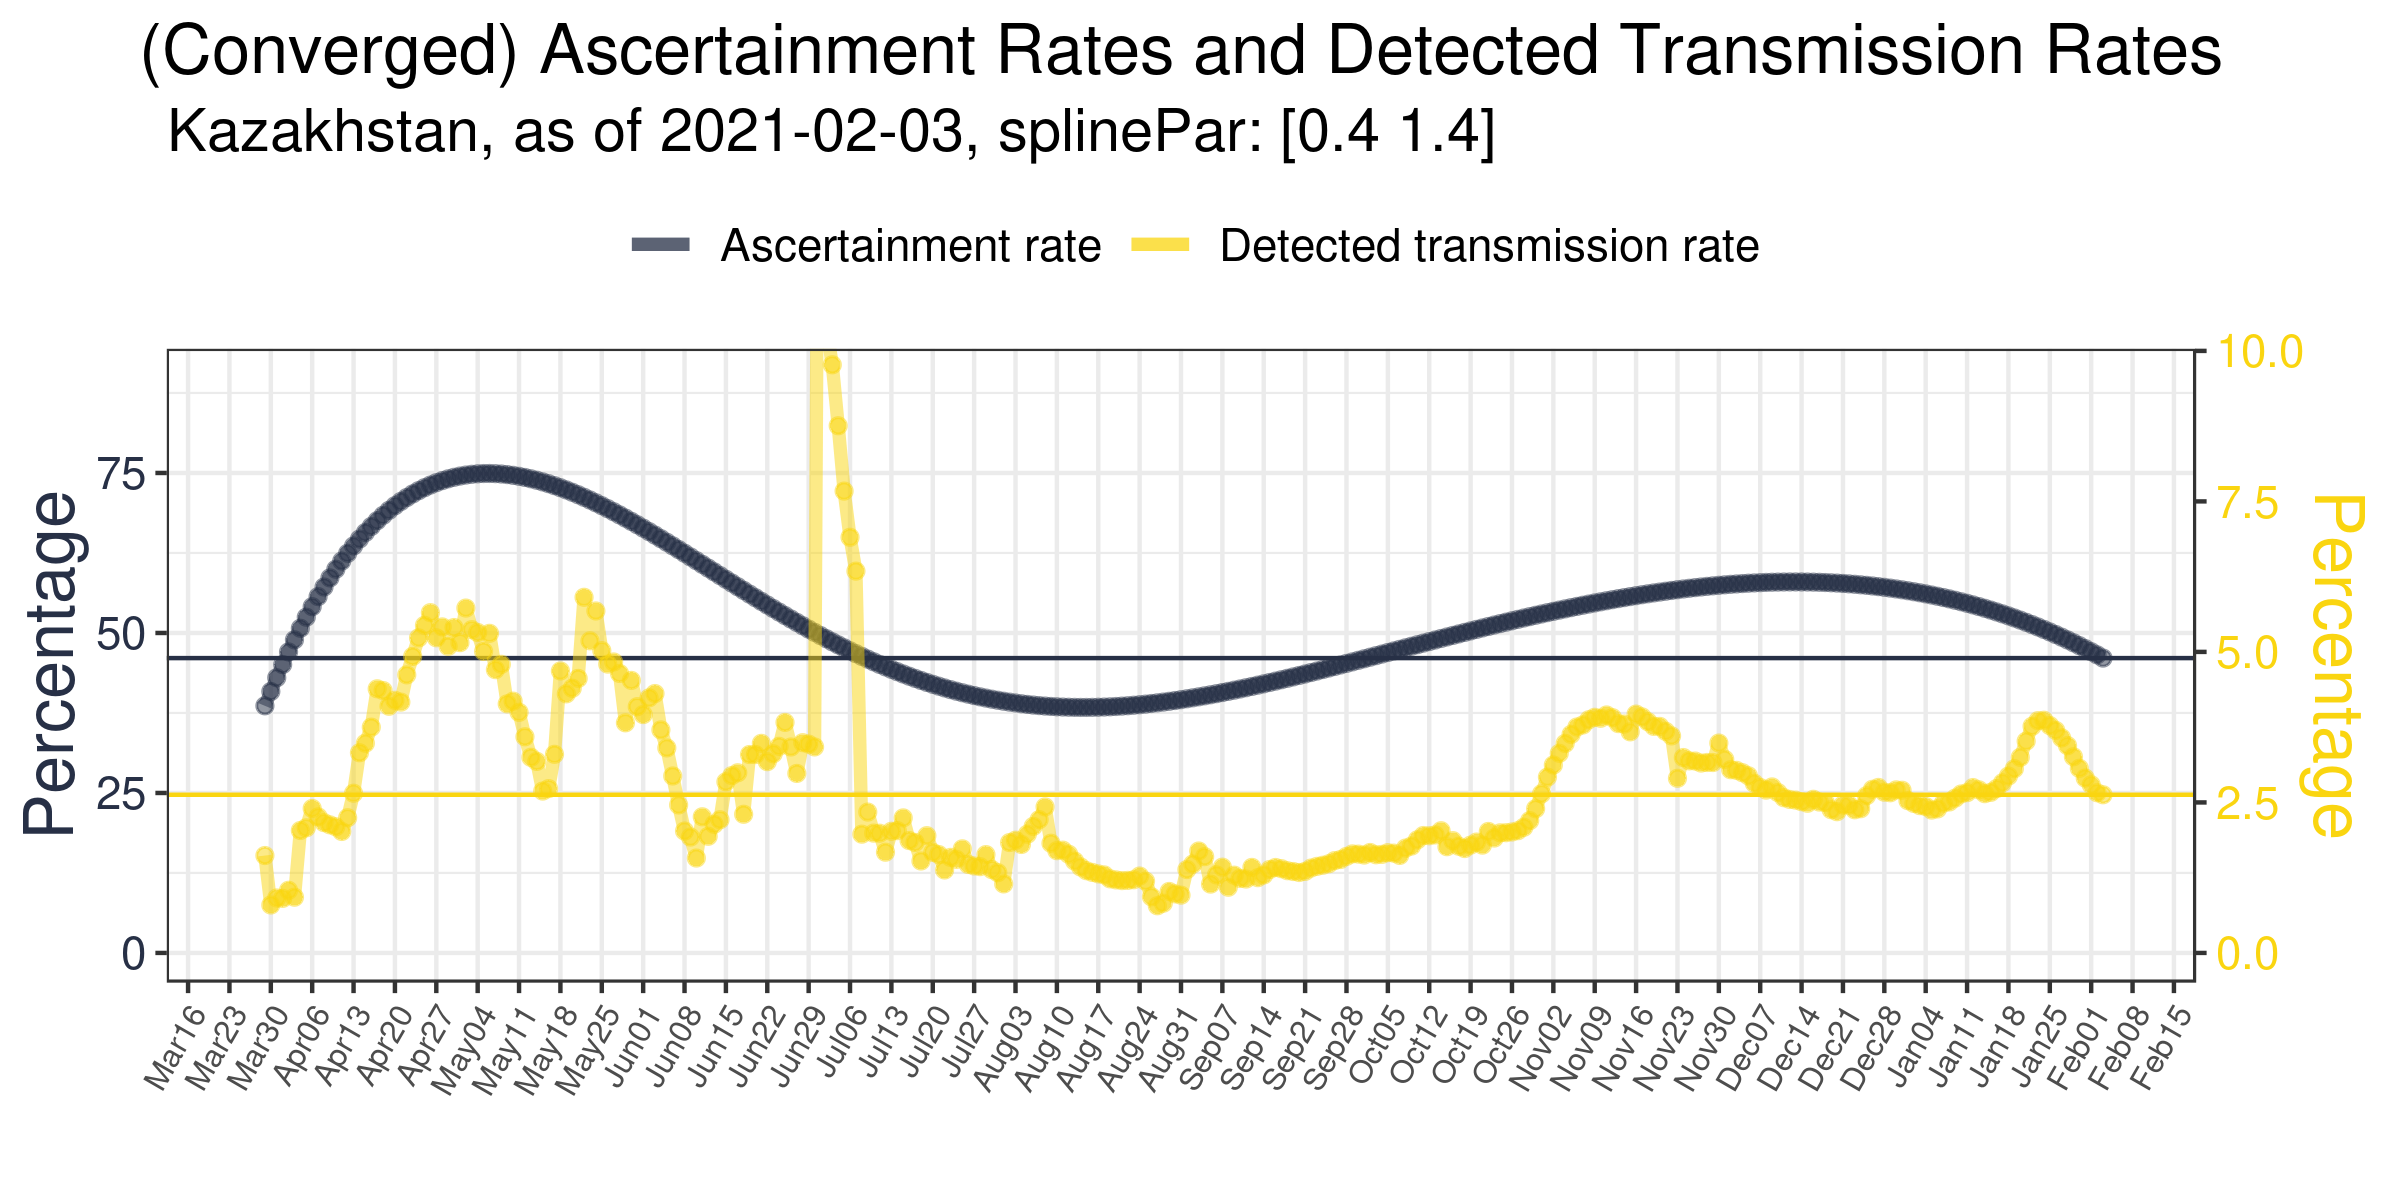 (Converged) Ascertainment Rates and Detected Transmission Rates
Kazakhstan, as of 2021-02-03, splinePar: [0.4 1.4]
Ascertainment rate
Detected transmission rate
Percentage
75
50
25
0
10.0
7.5
5.0
2.5
0.0
Percentage
Mar16
Mar23
Mar30
Apr06
Apr13
Apr20
Apr27
May04
May11
May18
May25
Jun01
Jun08
Jun15
Jun22
Jun29
Jul06
Jul13
Jul20
Jul27
Aug03
Aug10
Aug17
Aug24
Aug31
Sep07
Sep14
Sep21
Sep28
Oct05
Oct12
Oct19
Oct26
Nov02
Nov09
Nov16
Nov23
Nov30
Dec07
Dec14
Dec21
Dec28
Jan04
Jan11
Jan18
Jan25
Feb01
Feb08
Feb15